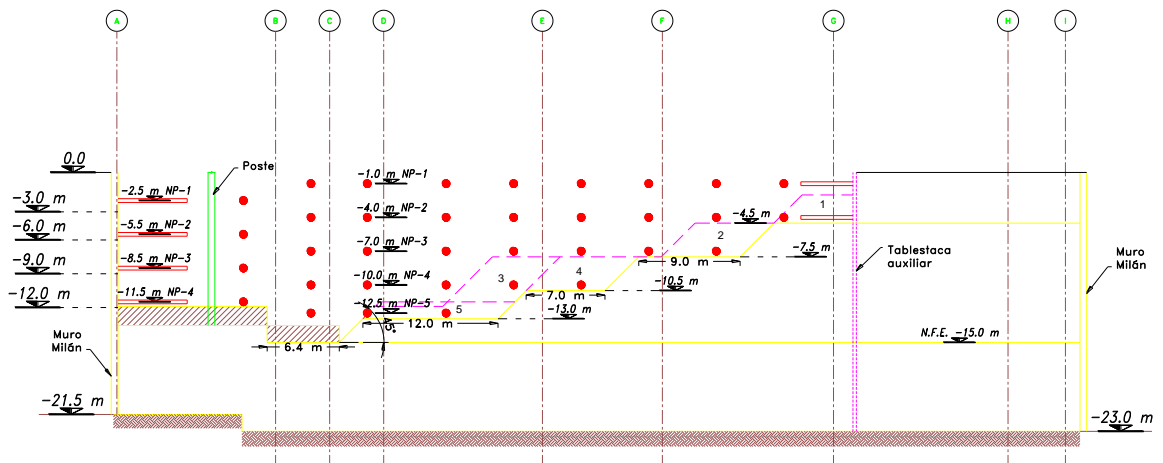 A B C D E F G H I
0.0
-3.0 m
-6.0 m
-9.0 m
-12.0 m
-21.5 m
-2.5 m NP-1
-5.5 m NP-2
-8.5 m NP-3
-11.5 m NP-4
Poste
Muro
Milán
-1.0 m NP-1
-4.0 m NP-2
-7.0 m NP-3
-10.0 m NP-4
-12.5 m NP-5
45°
6.4 m
12.0 m
7.0 m
9.0 m
-4.5 m
-7.5 m
-10.5 m
-13.0 m
1
2
3
4
5
Tablestaca
auxiliar
Muro
Milán
N.F.E. -15.0 m
-23.0 m